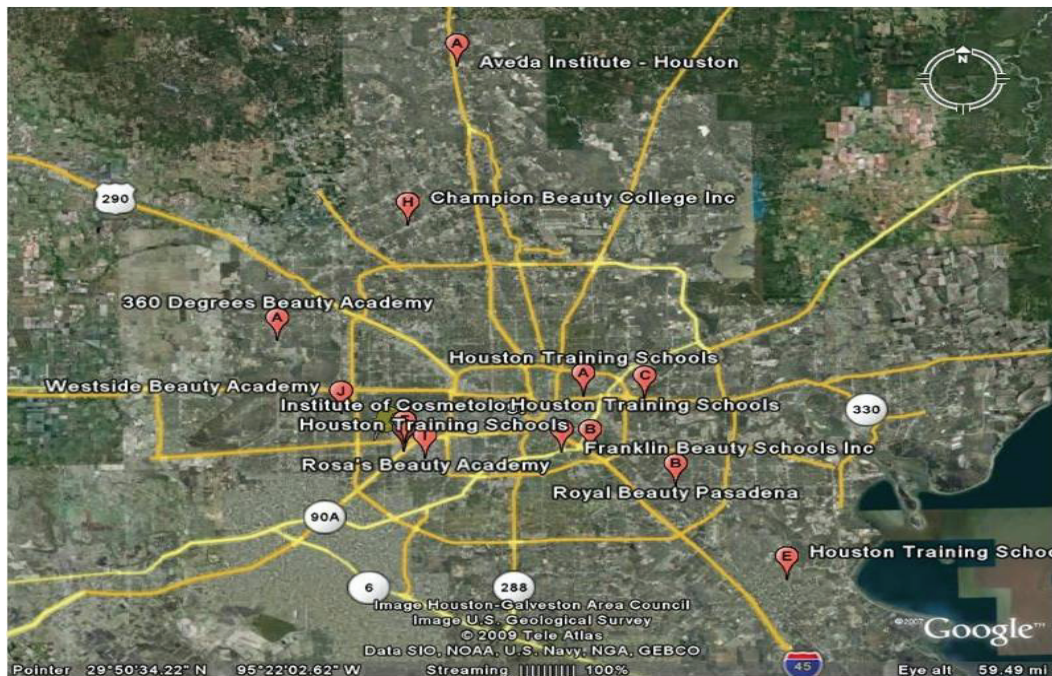 A
Aveda Institute - Houston
N
290
H
Champion Beauty College Inc
360 Degrees Beauty Academy
A
Houston Training Schools
A
C
Westside Beauty Academy
J
Institute of Cosmetolog
Houston Training Schools
330
Houston Training Schools
I
B
Franklin Beauty Schools Inc
Rosa's Beauty Academy
B
Royal Beauty Pasadena
90A
E
Houston Training Schoo
6
288
Image Houston-Galveston Area Council
Image U.S. Geological Survey
© 2009 Tele Atlas
Data SIO, NOAA, U.S. Navy, NGA, GEBCO
©2007 Google™
45
Pointer 29°50'34.22" N 95°22'02.62" W Streaming |||||||||| 100% Eye alt 59.49 mi